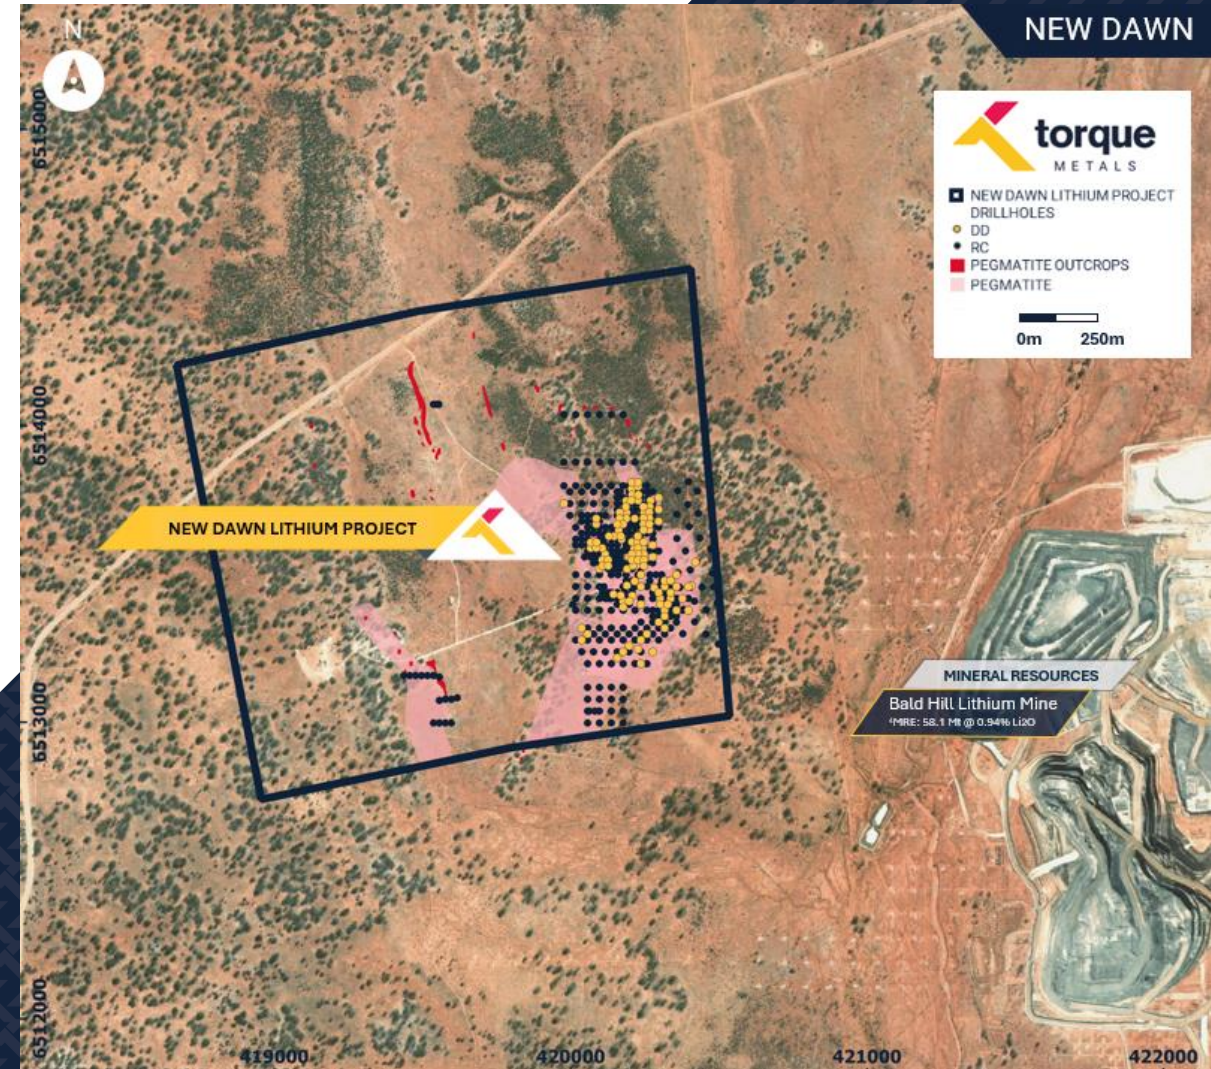 NEW DAWN
N
torque
METALS
NEW DAWN LITHIUM PROJECT
DRILLHOLES
DD
RC
PEGMATITE OUTCROPS
PEGMATITE
0m 250m
6515000
6514000
NEW DAWN LITHIUM PROJECT
MINERAL RESOURCES
Bald Hill Lithium Mine
⁴MRE: 58.1 Mt @ 0.94% Li2O
6513000
6512000
419000 420000 421000 422000